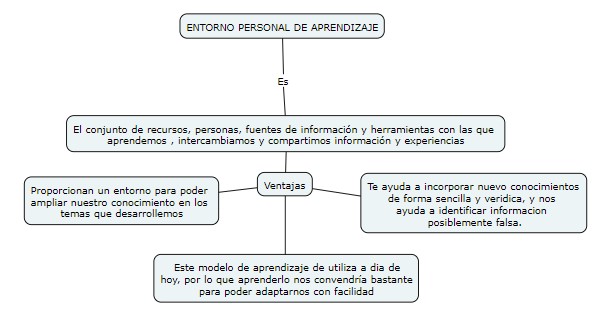 ENTORNO PERSONAL DE APRENDIZAJE
Es
El conjunto de recursos, personas, fuentes de información y herramientas con las que
aprendemos , intercambiamos y compartimos información y experiencias
Ventajas
Proporcionan un entorno para poder
ampliar nuestro conocimiento en los
temas que desarrollemos
Te ayuda a incorporar nuevo conocimientos
de forma sencilla y veridica, y nos
ayuda a identificar informacion
posiblemente falsa.
Este modelo de aprendizaje de utiliza a dia de
hoy, por lo que aprenderlo nos convendría bastante
para poder adaptarnos con facilidad